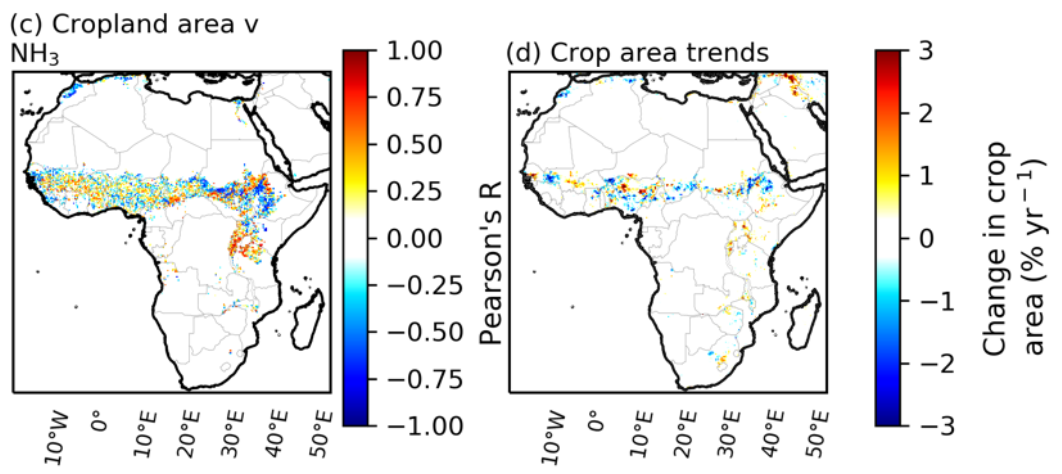 (c) Cropland area v
NH₃
1.00
0.75
0.50
0.25
0.00
−0.25
−0.50
−0.75
−1.00
Pearson's R
10°W
0°
10°E
20°E
30°E
40°E
50°E
(d) Crop area trends
3
2
1
0
−1
−2
−3
Change in crop
area (% yr⁻¹)
10°W
0°
10°E
20°E
30°E
40°E
50°E